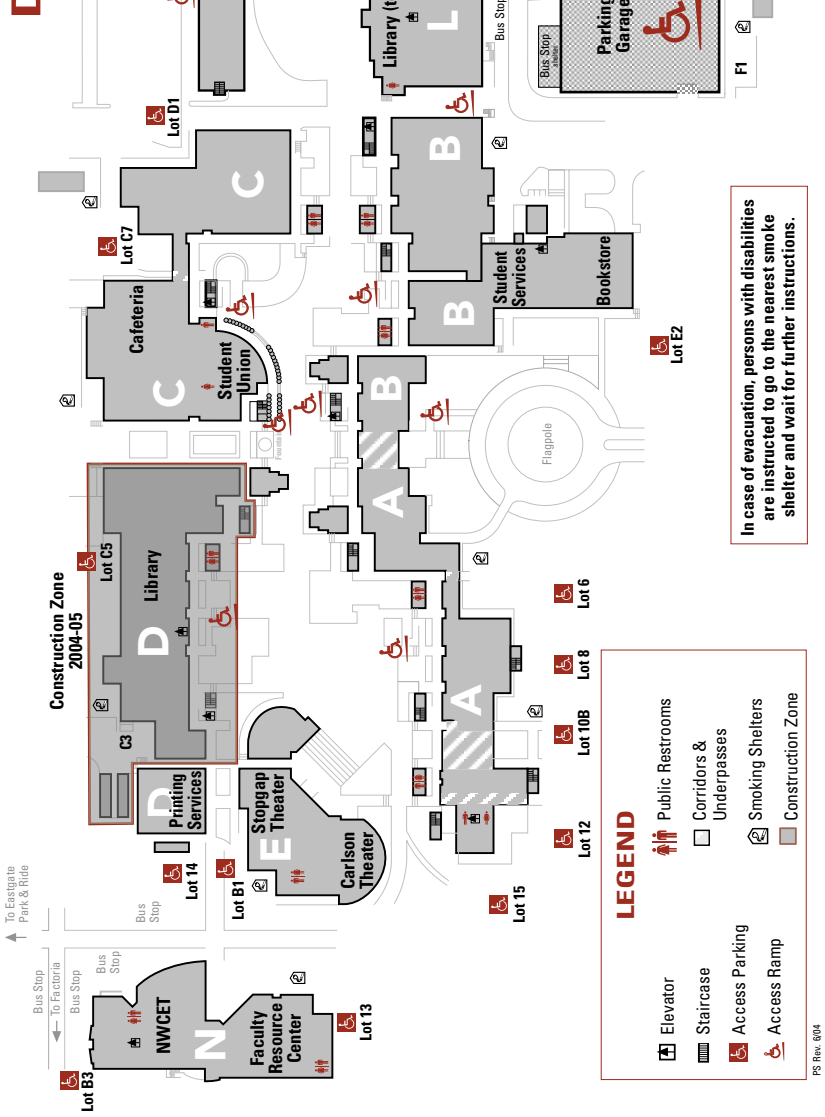 Lot D1
Library (t
L
Bus Stop
Bus Stop
shelter
Parking
Garage
F1
Lot C7
C
B
Cafeteria
C
Student
Union
B
Student
Services
Bookstore
Lot E2
B
Fountain
Flagpole
A
In case of evacuation, persons with disabilities
are instructed to go to the nearest smoke
shelter and wait for further instructions.
Construction Zone
2004-05
Lot C5
Library
D
C3
D
Printing
Services
Stopgap
Theater
E
Carlson
Theater
A
Lot 6
Lot 8
Lot 10B
Lot 12
Lot 15
Lot 14
Lot B1
To Eastgate
Park & Ride
Bus
Stop
Bus Stop
To Factoria
Bus Stop
Bus
Stop
NWCET
N
Faculty
Resource
Center
Lot 13
Lot B3
LEGEND
Elevator
Staircase
Access Parking
Access Ramp
Public Restrooms
Corridors &
Underpasses
Smoking Shelters
Construction Zone
PS Rev. 6/04